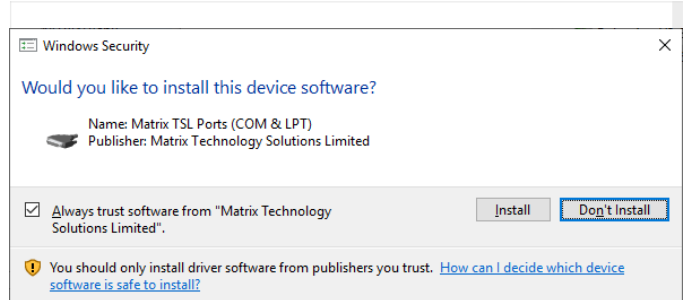 Windows Security
Would you like to install this device software?
Name: Matrix TSL Ports (COM & LPT)
Publisher: Matrix Technology Solutions Limited
Always trust software from "Matrix Technology
Solutions Limited".
Install
Don't Install
You should only install driver software from publishers you trust. How can I decide which device
software is safe to install?